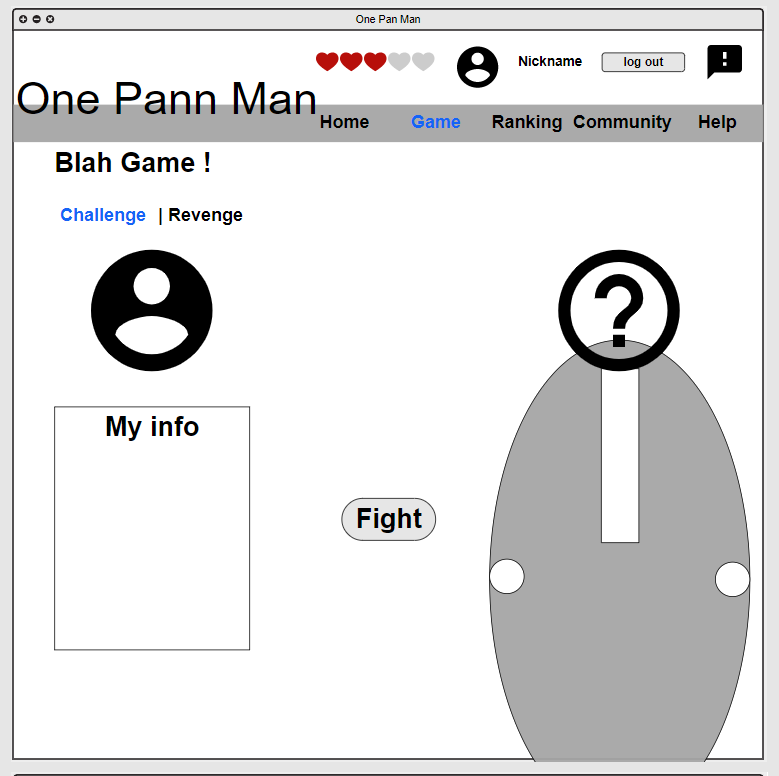 One Pan Man
Nickname
log out
One Pann Man
Home Game Ranking Community Help
Blah Game !
Challenge | Revenge
?
My info
Fight